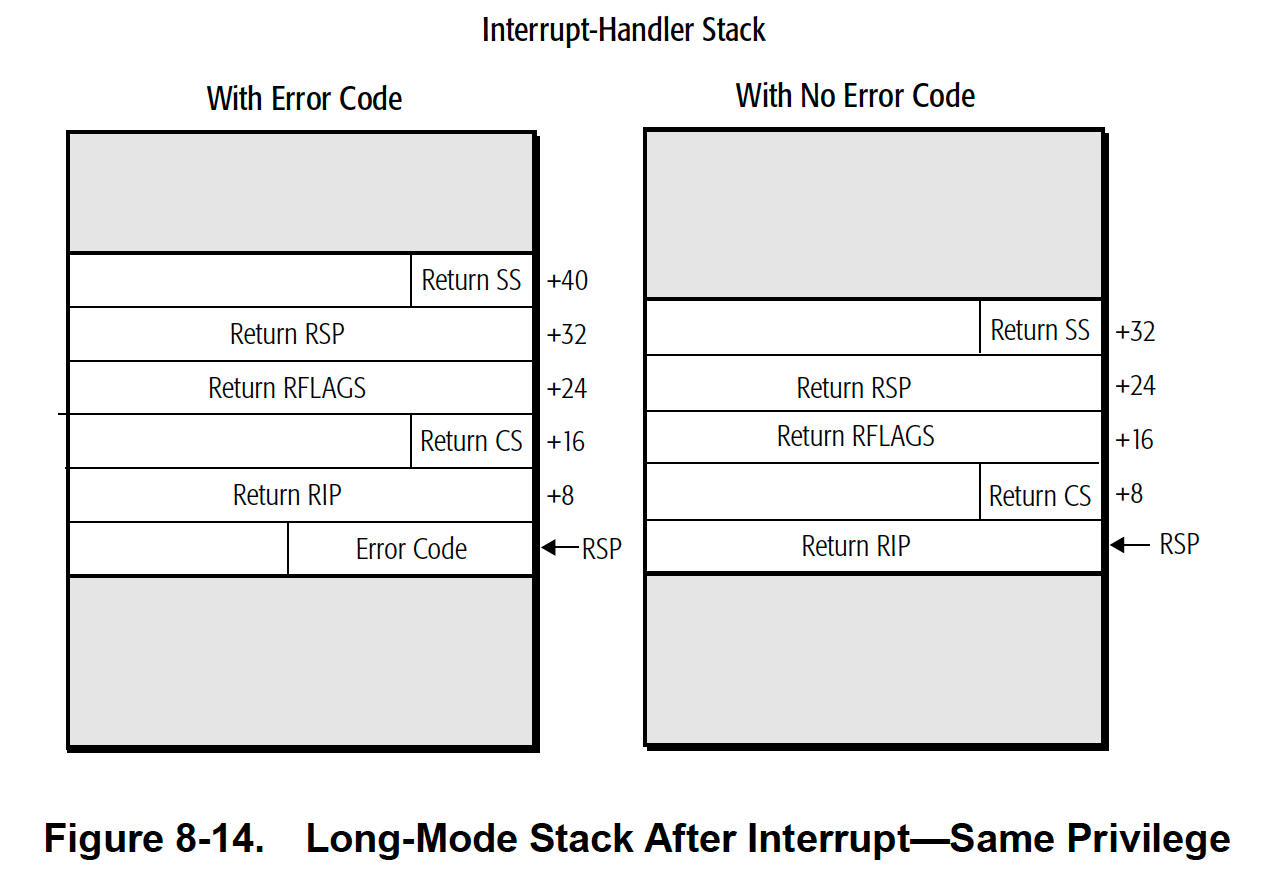 Interrupt-Handler Stack
With Error Code
Return SS +40
Return RSP +32
Return RFLAGS +24
Return CS +16
Return RIP +8
Error Code RSP
With No Error Code
Return SS +32
Return RSP +24
Return RFLAGS +16
Return CS +8
Return RIP RSP
Figure 8-14. Long-Mode Stack After Interrupt—Same Privilege